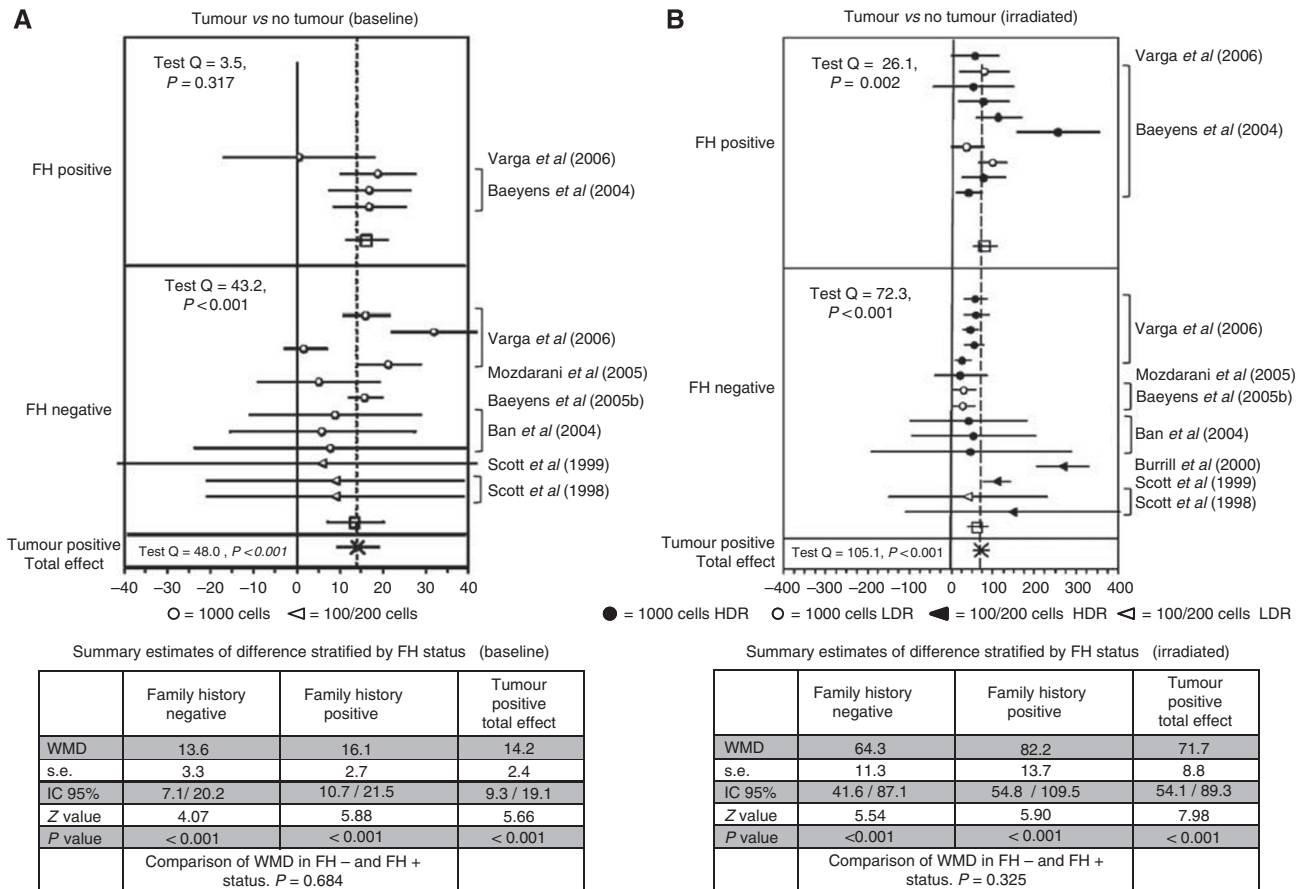 A
Tumour vs no tumour (baseline)
Test Q = 3.5,
P = 0.317
FH positive
Varga et al (2006)
Baeyens et al (2004)
Test Q = 43.2,
P<0.001
FH negative
Varga et al (2006)
Mozdarani et al (2005)
Baeyens et al (2005b)
Ban et al (2004)
Scott et al (1999)
Scott et al (1998)
Tumour positive
Total effect
Test Q = 48.0 , P<0.001
–40 –30 –20 –10 0 10 20 30 40
= 1000 cells = 100/200 cells
Summary estimates of difference stratified by FH status (baseline)
Family history negative Family history positive Tumour positive total effect
WMD 13.6 16.1 14.2
s.e. 3.3 2.7 2.4
IC 95% 7.1/ 20.2 10.7 / 21.5 9.3 / 19.1
Z value 4.07 5.88 5.66
P value < 0.001 < 0.001 < 0.001
Comparison of WMD in FH – and FH +
status. P = 0.684
B
Tumour vs no tumour (irradiated)
Test Q = 26.1,
P = 0.002
FH positive
Varga et al (2006)
Baeyens et al (2004)
Test Q = 72.3,
P<0.001
FH negative
Varga et al (2006)
Mozdarani et al (2005)
Baeyens et al (2005b)
Ban et al (2004)
Burrill et al (2000)
Scott et al (1999)
Scott et al (1998)
Tumour positive
Total effect
Test Q = 105.1, P<0.001
–400 –300 –200 –100 0 100 200 300 400
= 1000 cells HDR = 1000 cells LDR = 100/200 cells HDR = 100/200 cells LDR
Summary estimates of difference stratified by FH status (irradiated)
Family history negative Family history positive Tumour positive total effect
WMD 64.3 82.2 71.7
s.e. 11.3 13.7 8.8
IC 95% 41.6 / 87.1 54.8 / 109.5 54.1 / 89.3
Z value 5.54 5.90 7.98
P value <0.001 < 0.001 < 0.001
Comparison of WMD in FH – and FH +
status. P = 0.325